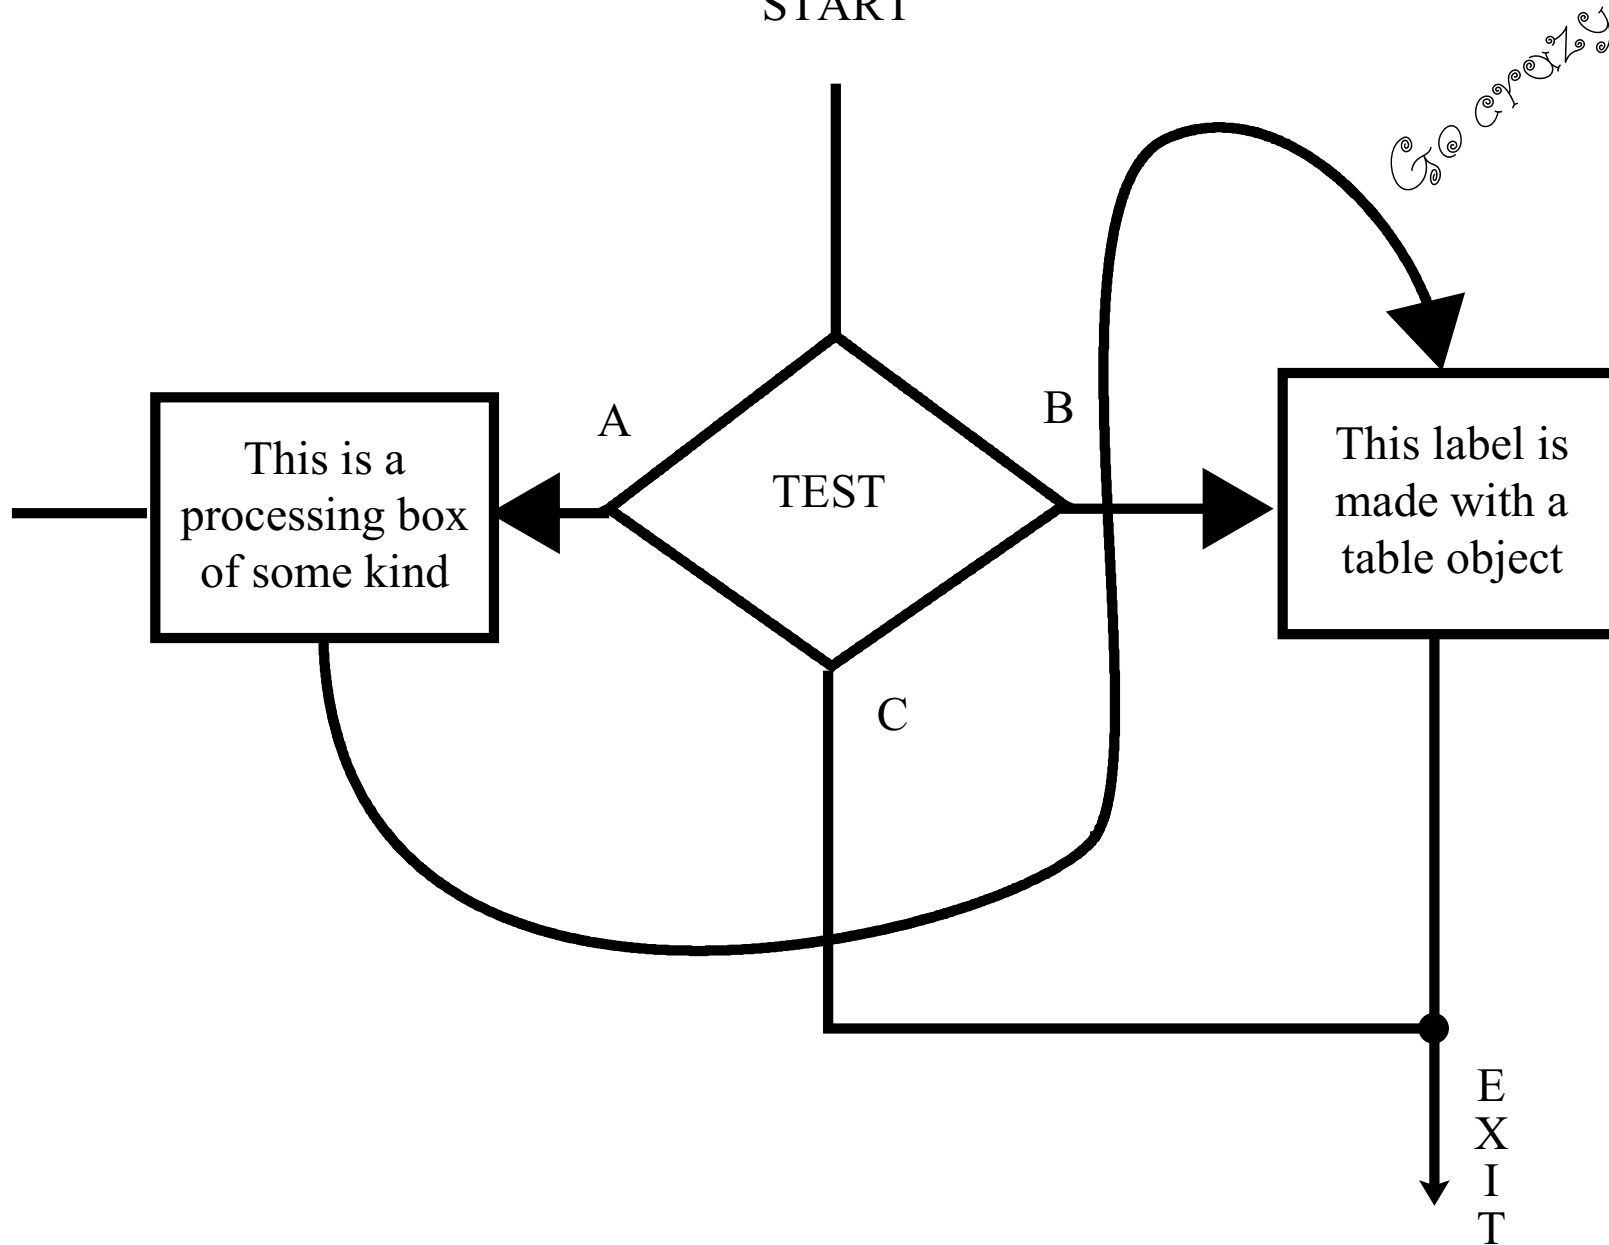 START
Go crazy
A
B
This is a
processing box
of some kind
TEST
This label is
made with a
table object
C
E
X
I
T